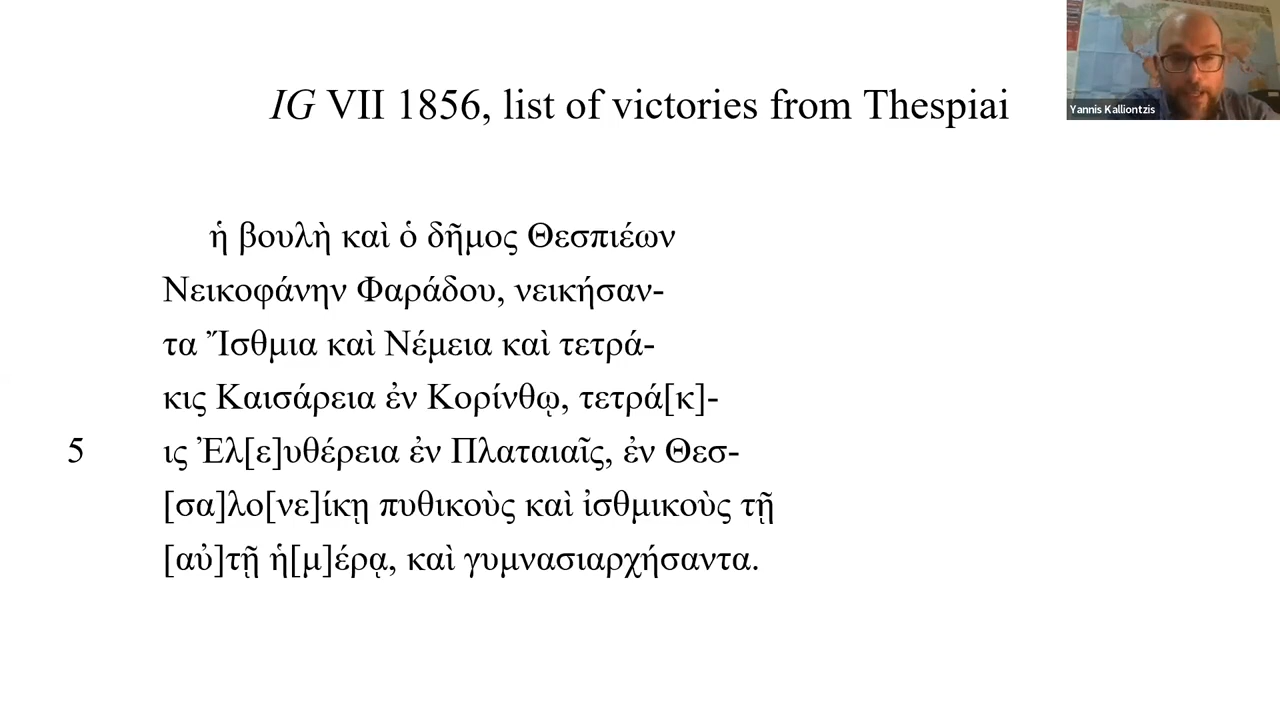 IG VII 1856, list of victories from Thespiai
Yannis Kalliontzis
ἡ βουλὴ καὶ ὁ δῆμος Θεσπιέων
Νεικοφάνην Φαράδου, νεικήσαν-
τα Ἴσθμια καὶ Νέμεια καὶ τετρά-
κις Καισάρεια ἐν Κορίνθῳ, τετρά[κ]-
5 ις Ἐλ[ε]υθέρεια ἐν Πλαταιαῖς, ἐν Θεσ-
[σα]λο[νε]ίκῃ πυθικοὺς καὶ ἰσθμικοὺς τῇ
[αὐ]τῇ ἡ[μ]έρᾳ, καὶ γυμνασιαρχήσαντα.